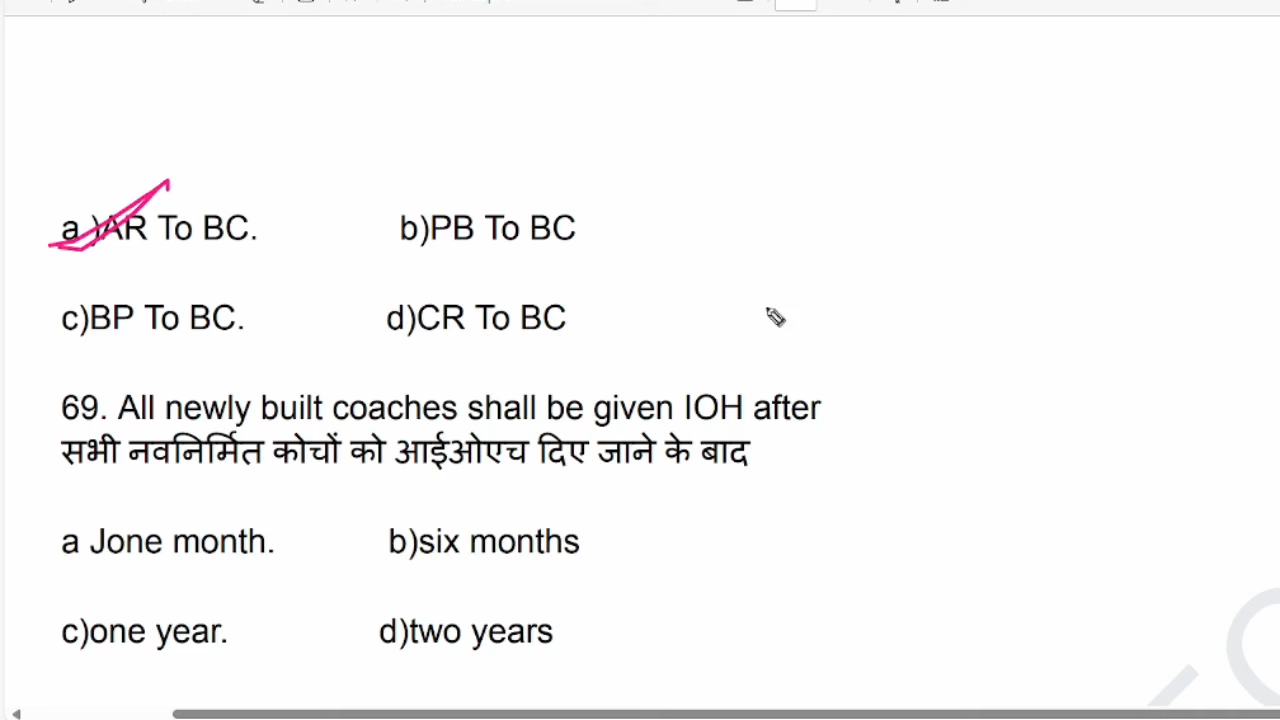 a.)AR To BC. b)PB To BC
c)BP To BC. d)CR To BC
69. All newly built coaches shall be given IOH after
सभी नवनिर्मित कोचों को आईओएच दिए जाने के बाद
a Jone month. b)six months
c)one year. d)two years